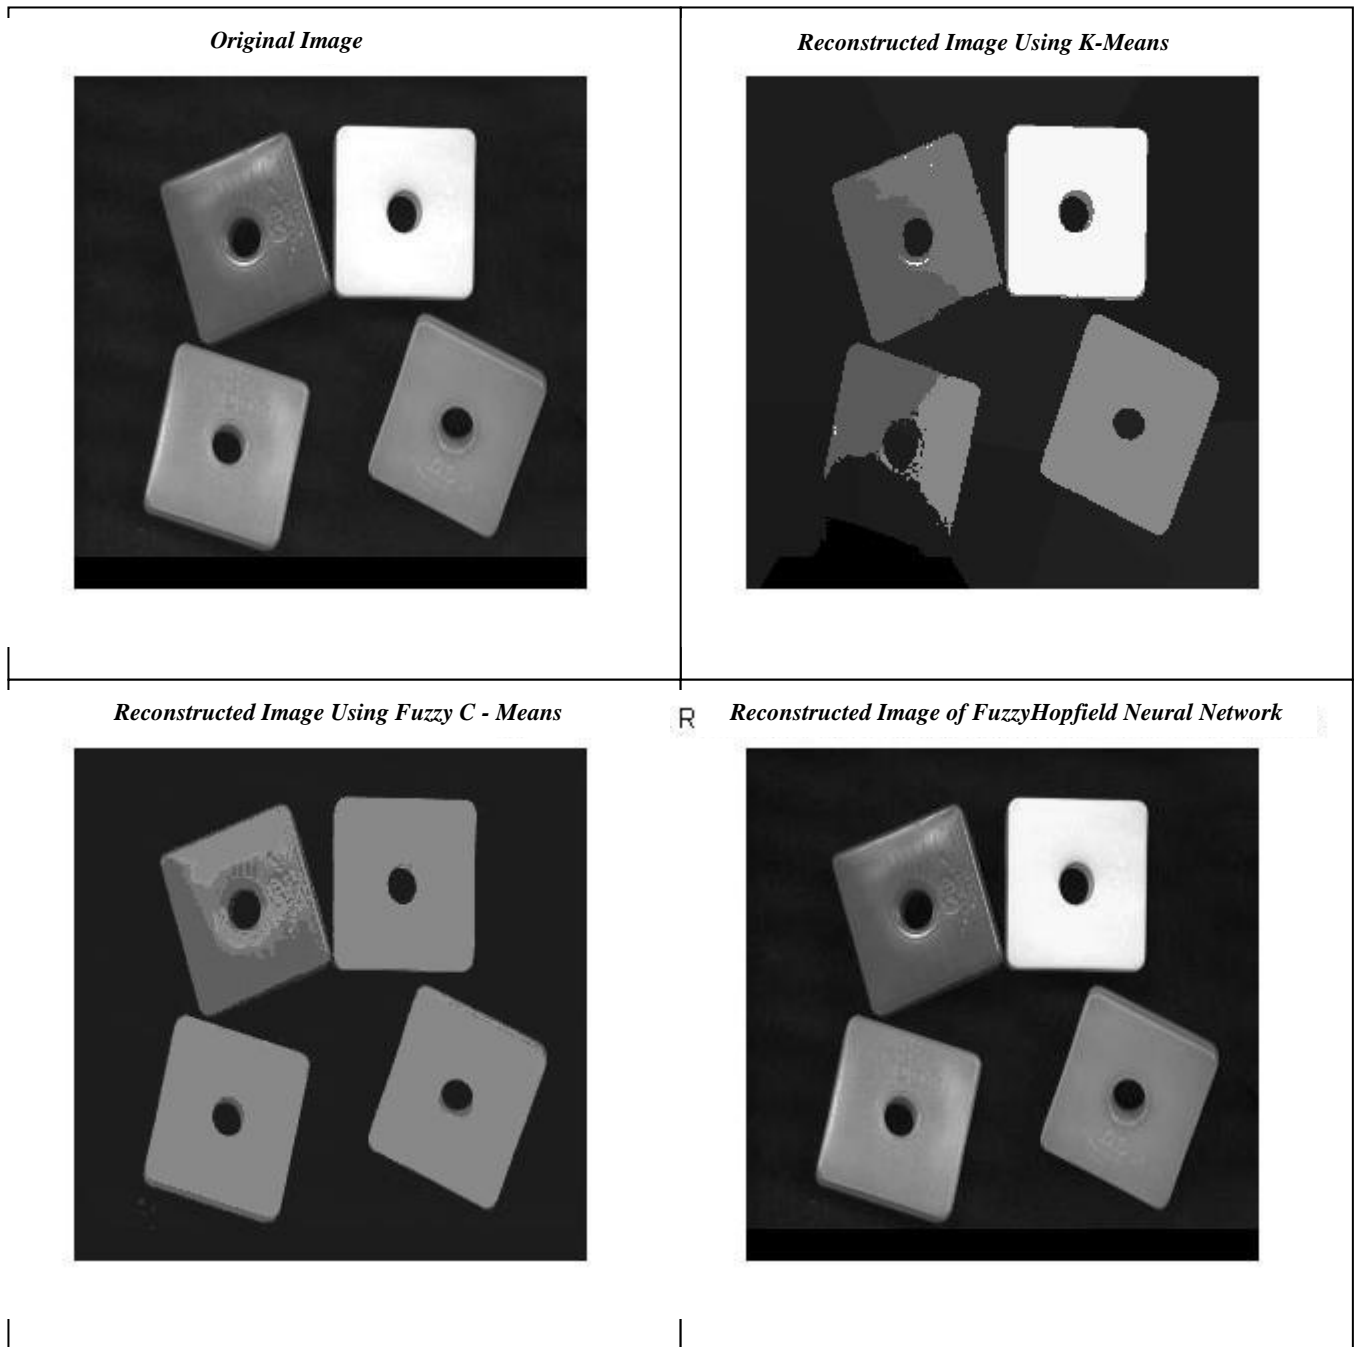 Original Image
Reconstructed Image Using K-Means
Reconstructed Image Using Fuzzy C - Means
R
Reconstructed Image of FuzzyHopfield Neural Network